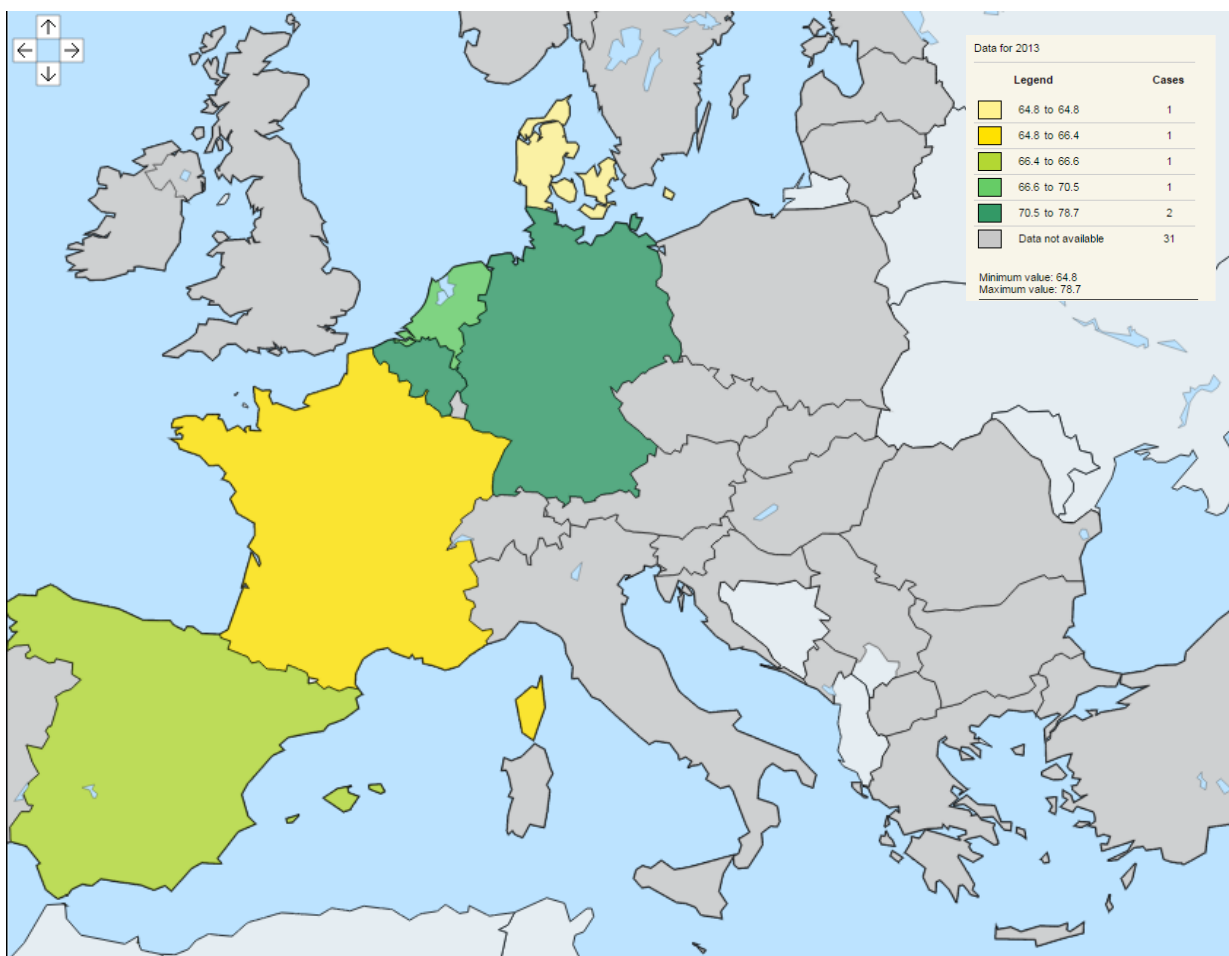 Data for 2013
Legend Cases
64.8 to 64.8 1
64.8 to 66.4 1
66.4 to 66.6 1
66.6 to 70.5 1
70.5 to 78.7 2
Data not available 31
Minimum value: 64.8
Maximum value: 78.7